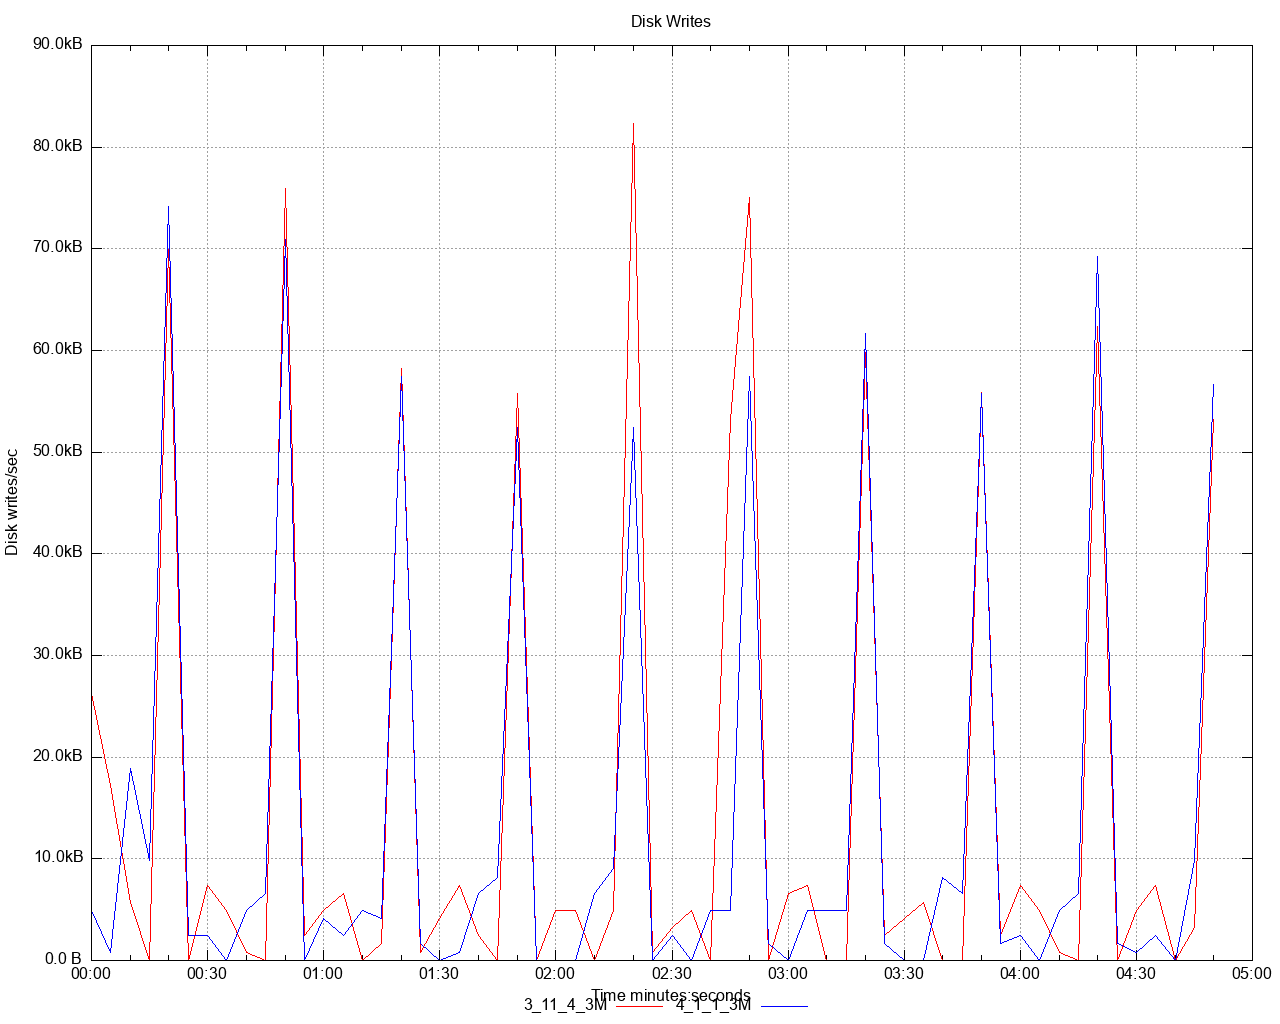 Disk Writes
90.0kB
80.0kB
70.0kB
60.0kB
50.0kB
40.0kB
30.0kB
20.0kB
10.0kB
0.0 B
Disk writes/sec
00:00 00:30 01:00 01:30 02:00 02:30 03:00 03:30 04:00 04:30 05:00
Time minutes:seconds
3_11_4_3M 4_1_1_3M